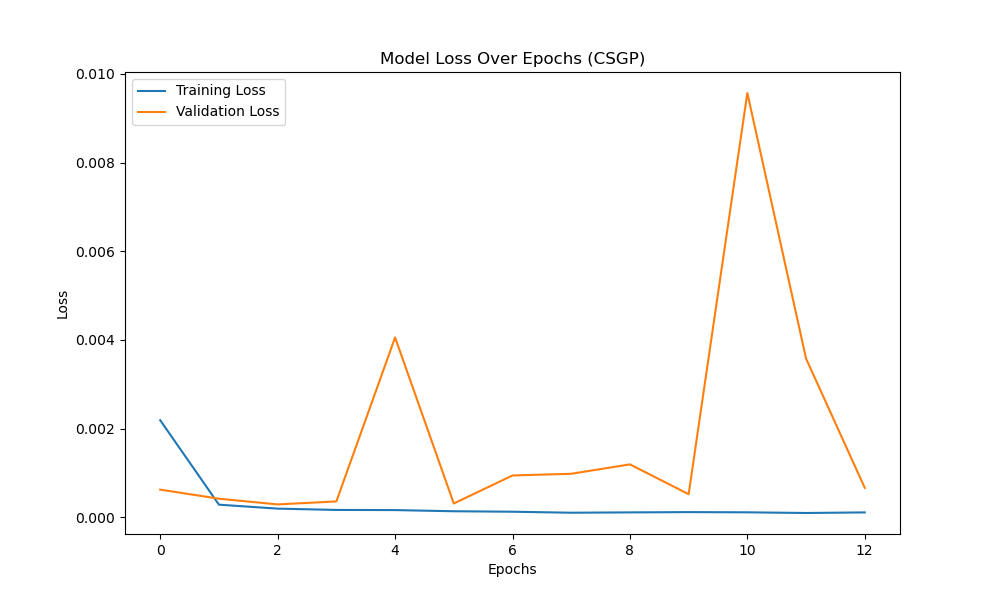 Model Loss Over Epochs (CSGP)
Training Loss
Validation Loss
0.010
0.008
0.006
0.004
0.002
0.000
Loss
0 2 4 6 8 10 12
Epochs